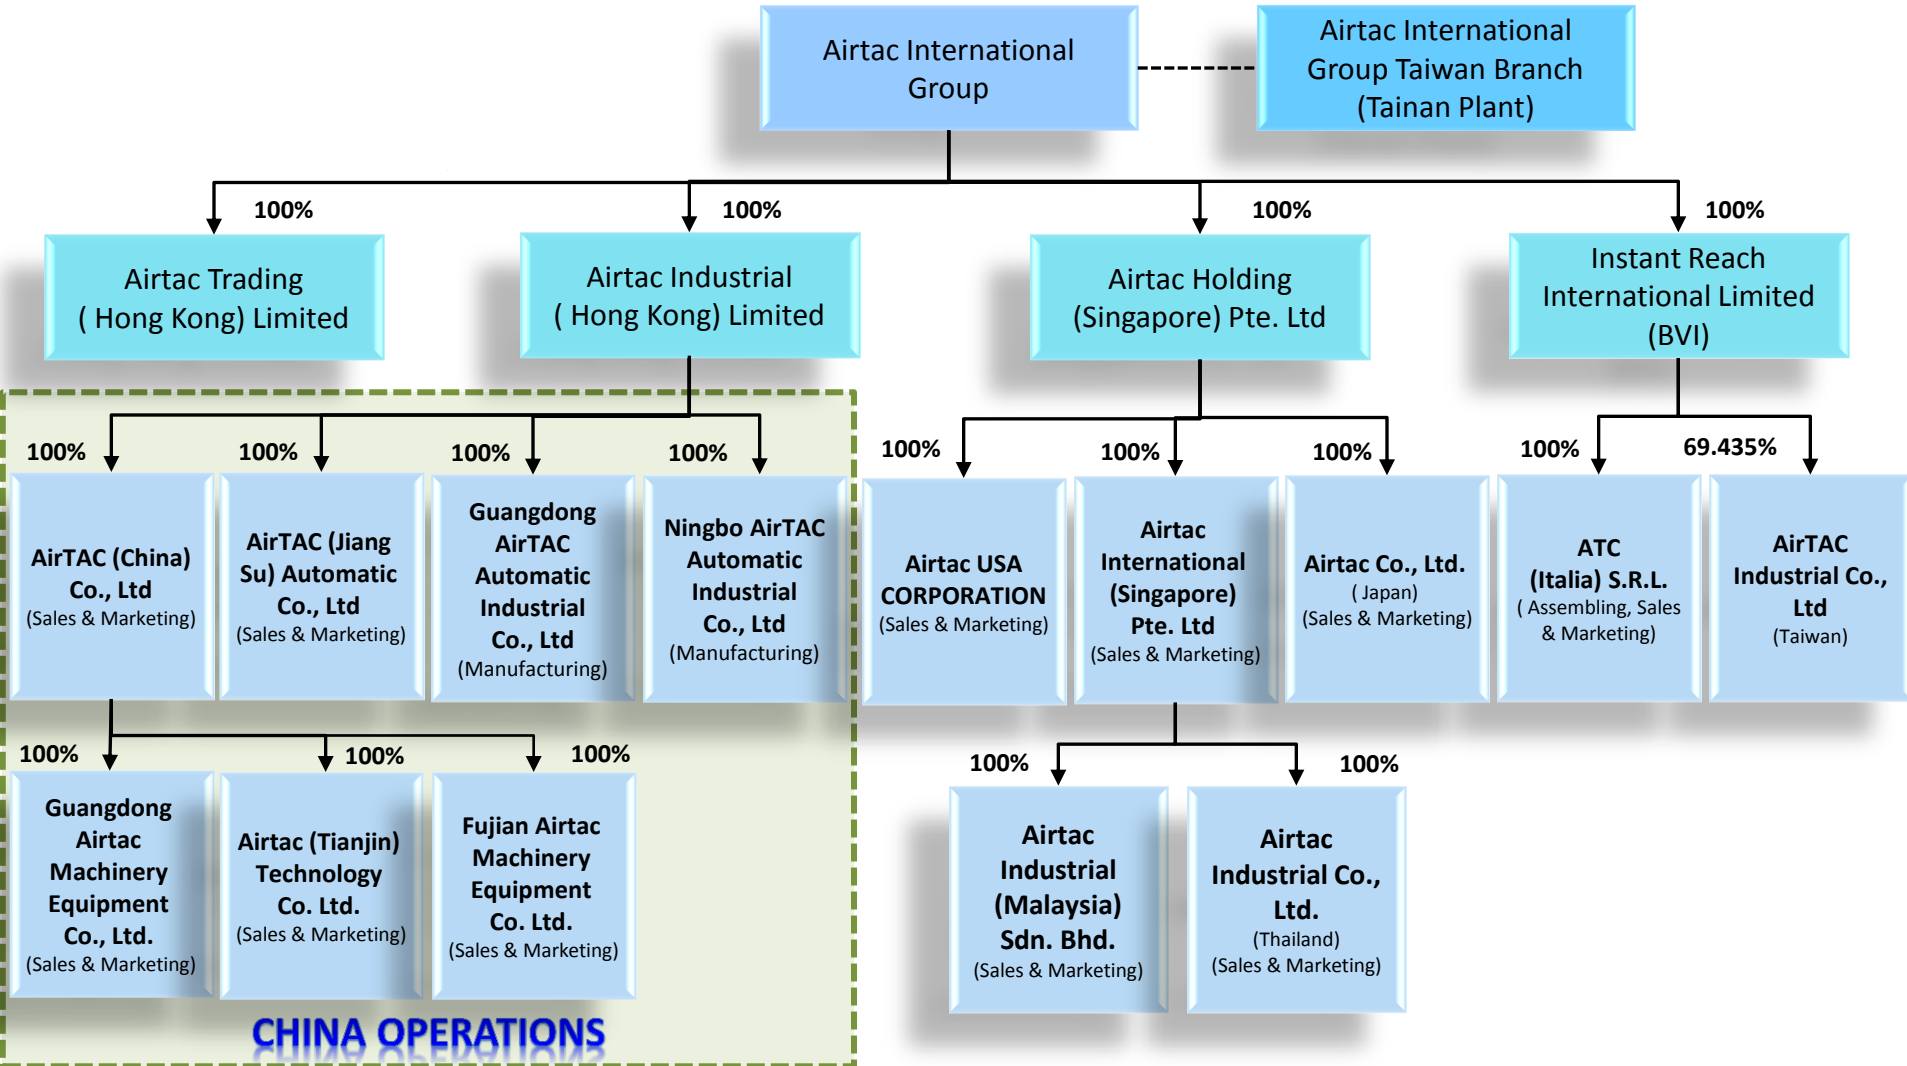 Airtac International
Group
Airtac International
Group Taiwan Branch
(Tainan Plant)
100%
100%
100%
100%
Airtac Trading
( Hong Kong) Limited
Airtac Industrial
( Hong Kong) Limited
Airtac Holding
(Singapore) Pte. Ltd
Instant Reach
International Limited
(BVI)
100%
100%
100%
100%
100%
100%
100%
100%
69.435%
AirTAC (China)
Co., Ltd
(Sales & Marketing)
AirTAC (Jiang
Su) Automatic
Co., Ltd
(Sales & Marketing)
Guangdong
AirTAC
Automatic
Industrial
Co., Ltd
(Manufacturing)
Ningbo AirTAC
Automatic
Industrial
Co., Ltd
(Manufacturing)
Airtac USA
CORPORATION
(Sales & Marketing)
Airtac
International
(Singapore)
Pte. Ltd
(Sales & Marketing)
Airtac Co., Ltd.
( Japan)
(Sales & Marketing)
ATC
(Italia) S.R.L.
( Assembling, Sales
& Marketing)
AirTAC
Industrial Co.,
Ltd
(Taiwan)
100%
100%
100%
100%
100%
Guangdong
Airtac
Machinery
Equipment
Co., Ltd.
(Sales & Marketing)
Airtac (Tianjin)
Technology
Co. Ltd.
(Sales & Marketing)
Fujian Airtac
Machinery
Equipment
Co. Ltd.
(Sales & Marketing)
Airtac
Industrial
(Malaysia)
Sdn. Bhd.
(Sales & Marketing)
Airtac
Industrial Co.,
Ltd.
(Thailand)
(Sales & Marketing)
CHINA OPERATIONS